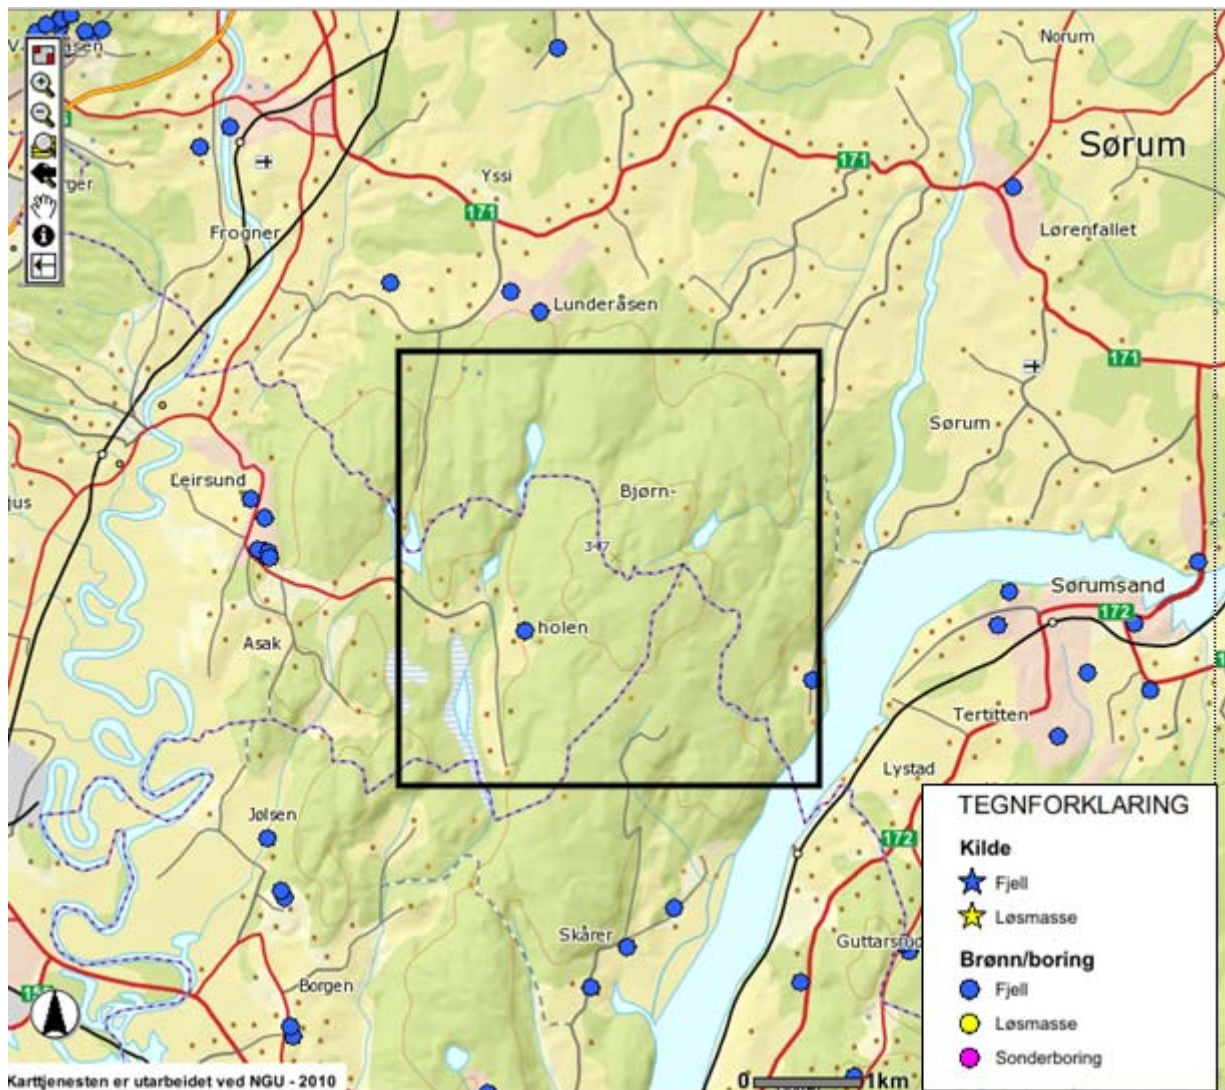 Norum
Sørum
171
Yssi
171
Lørenfallet
Frogner
Lunderåsen
171
Sørum
Leirsund
Bjørn-
Sørumsand
172
holen
Asak
Tertitten
Lystad
Jølsen
172
Skårer
Borgen
TEGNFORKLARING
Kilde
Fjell
Løsmasse
Brønn/boring
Fjell
Løsmasse
Sonderboring
Karttjenesten er utarbeidet ved NGU - 2010
0 1km